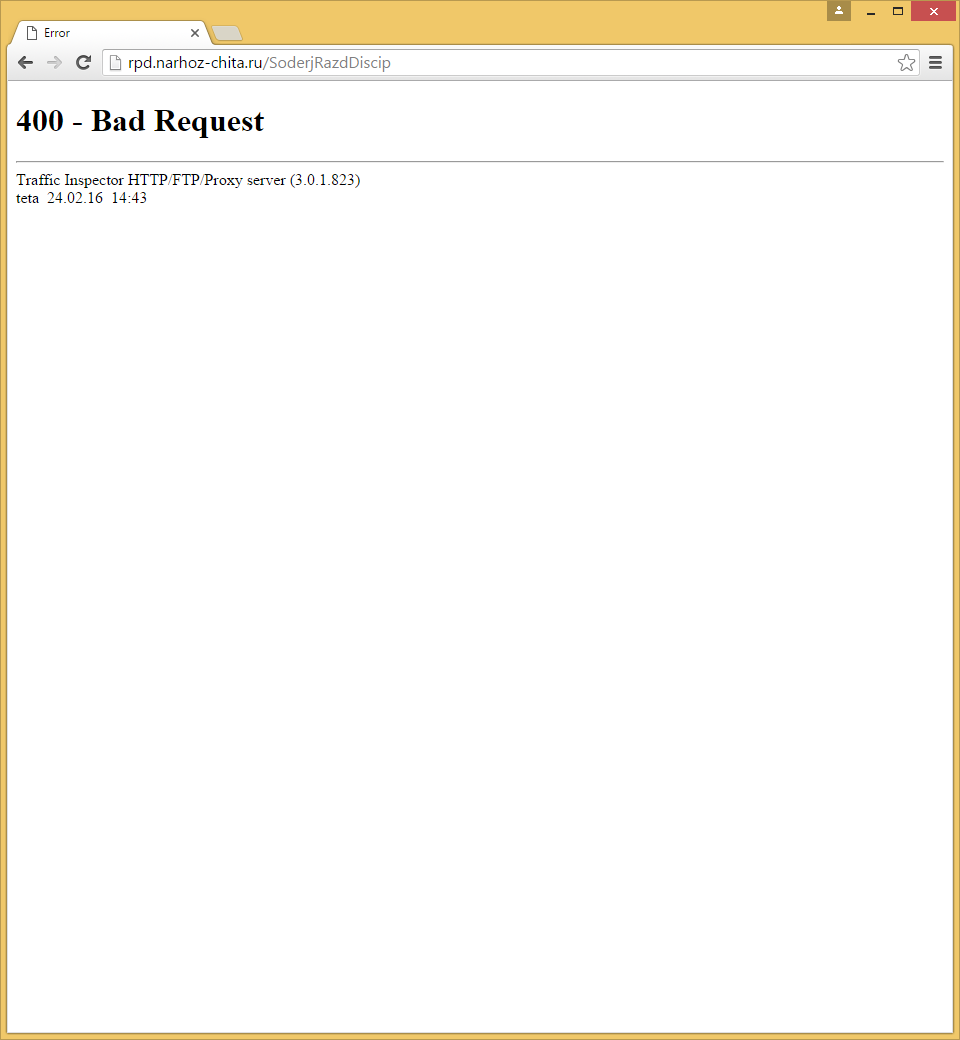 Error
rpd.narhoz-chita.ru/SoderjRazdDiscip
400 - Bad Request
Traffic Inspector HTTP/FTP/Proxy server (3.0.1.823)
teta 24.02.16 14:43